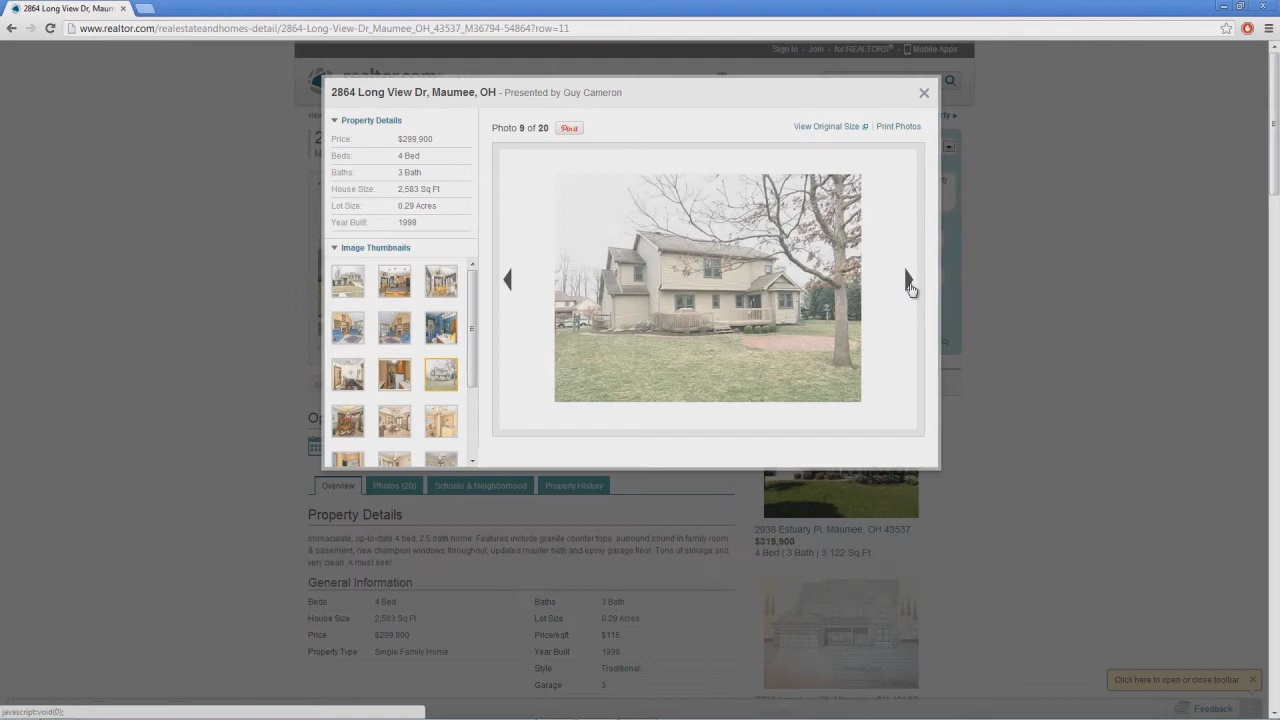 2864 Long View Dr, Maum
www.realtor.com/realestateandhomes-detail/2864-Long-View-Dr_Maumee_OH_43537_M36794-54864?row=11
Sign In - Join - for REALTORS® - Mobile Apps
realtor.com
2864 Long View Dr, Maumee, OH - Presented by Guy Cameron
Property Details
Price: $299,900
Beds: 4 Bed
Baths: 3 Bath
House Size: 2,583 Sq Ft
Lot Size: 0.29 Acres
Year Built: 1998
Image Thumbnails
Photo 9 of 20 Pin it
View Original Size | Print Photos
Overview Photos (20) Schools & Neighborhood Property History
Property Details
Immaculate, up-to-date 4 bed, 2.5 bath home. Features include granite counter tops, surround sound in family room
& basement, new champion windows throughout, updated master bath and epoxy garage floor. Tons of storage and
very clean. A must see!
General Information
Beds 4 Bed Baths 3 Bath
House Size 2,583 Sq Ft Lot Size 0.29 Acres
Price $299,900 Price/sqft $116
Property Type Single Family Home Year Built 1998
Style Traditional
Garage 3
2938 Estuary Pl, Maumee, OH 43537
$319,900
4 Bed | 3 Bath | 3,122 Sq Ft
Click here to open or close toolbar
Feedback
javascript:void(0);